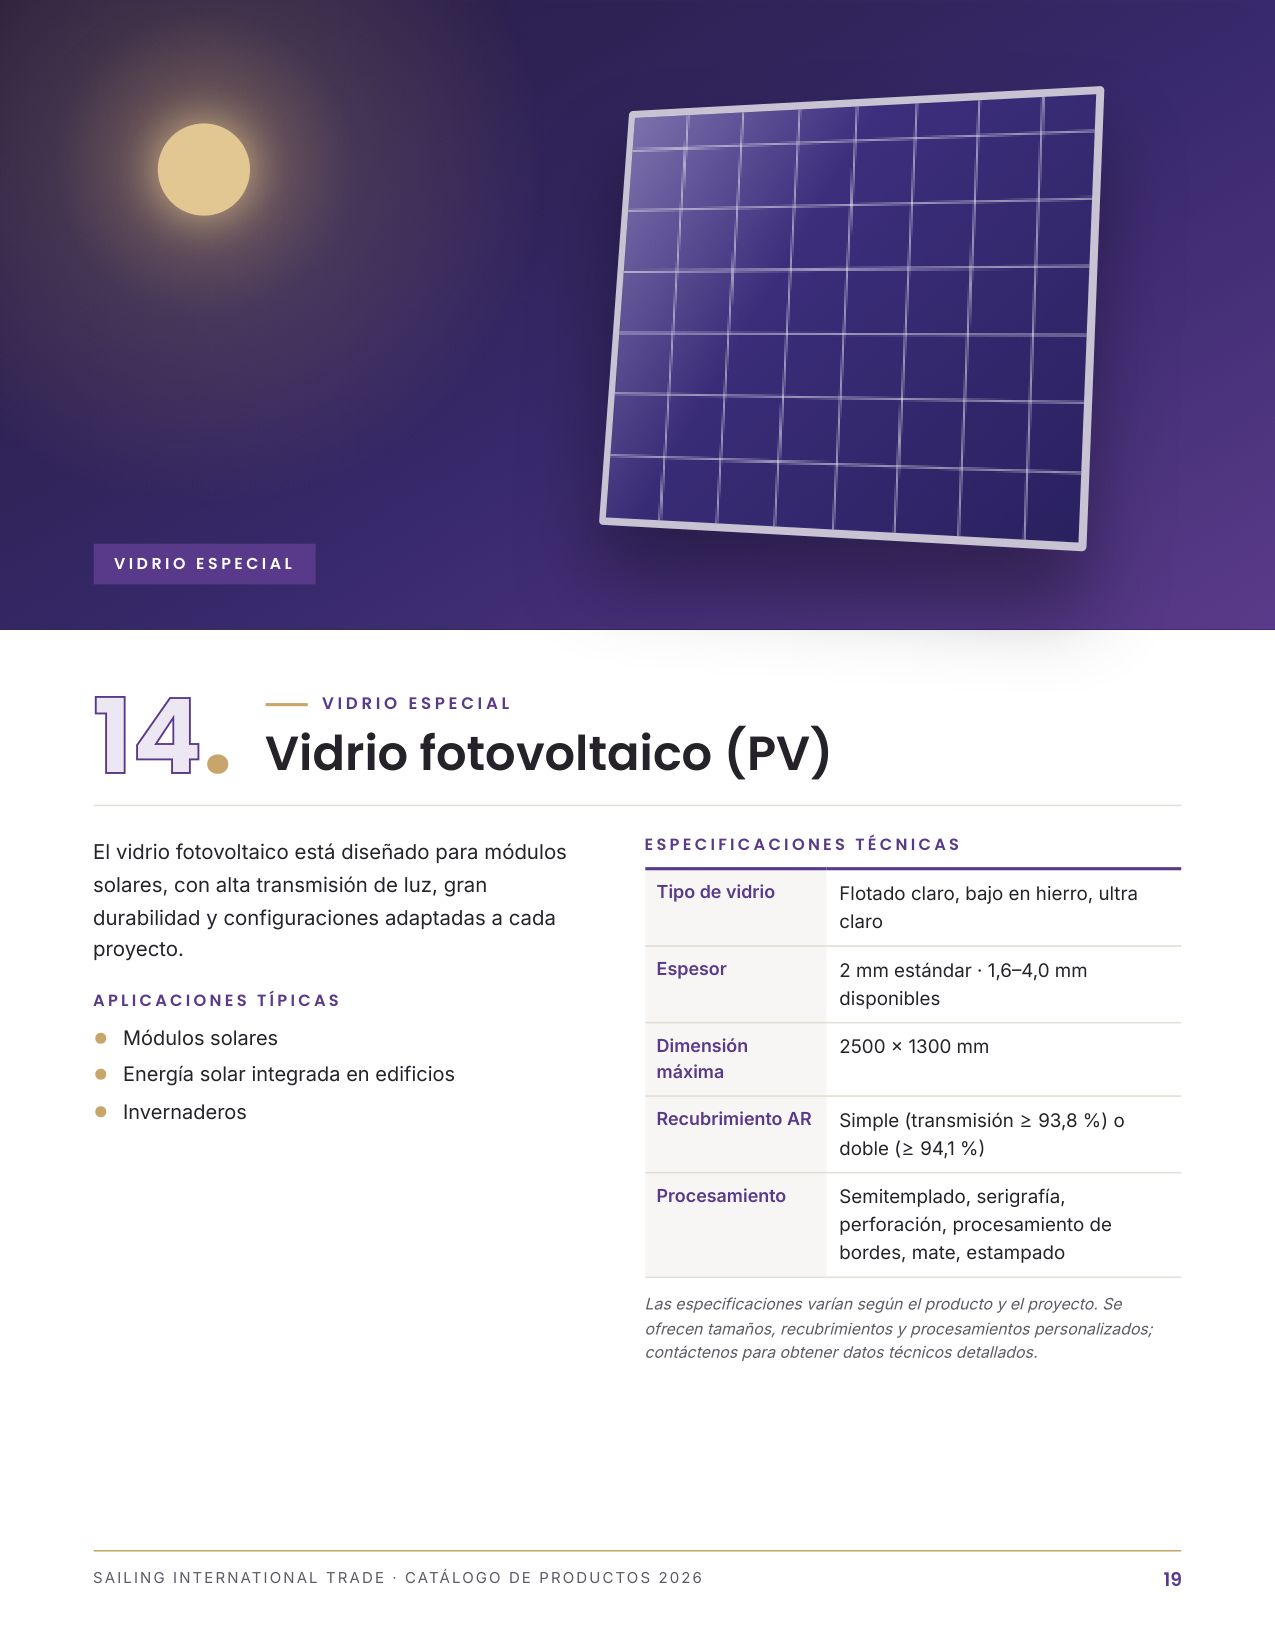 VIDRIO ESPECIAL
14.
VIDRIO ESPECIAL
Vidrio fotovoltaico (PV)
El vidrio fotovoltaico está diseñado para módulos
solares, con alta transmisión de luz, gran
durabilidad y configuraciones adaptadas a cada
proyecto.
APLICACIONES TÍPICAS
Módulos solares
Energía solar integrada en edificios
Invernaderos
ESPECIFICACIONES TÉCNICAS
Tipo de vidrio
Flotado claro, bajo en hierro, ultra
claro
Espesor
2 mm estándar · 1,6–4,0 mm
disponibles
Dimensión
máxima
2500 × 1300 mm
Recubrimiento AR
Simple (transmisión ≥ 93,8 %) o
doble (≥ 94,1 %)
Procesamiento
Semitemplado, serigrafía,
perforación, procesamiento de
bordes, mate, estampado
Las especificaciones varían según el producto y el proyecto. Se
ofrecen tamaños, recubrimientos y procesamientos personalizados;
contáctenos para obtener datos técnicos detallados.
SAILING INTERNATIONAL TRADE · CATÁLOGO DE PRODUCTOS 2026
19